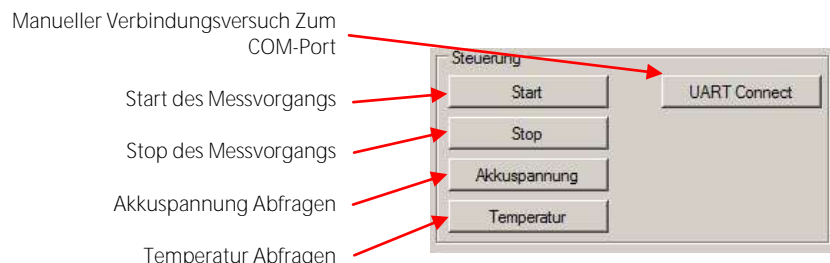 Manueller Verbindungsversuch Zum
COM-Port
Start des Messvorgangs
Stop des Messvorgangs
Akkuspannung Abfragen
Temperatur Abfragen
Steuerung
Start
UART Connect
Stop
Akkuspannung
Temperatur